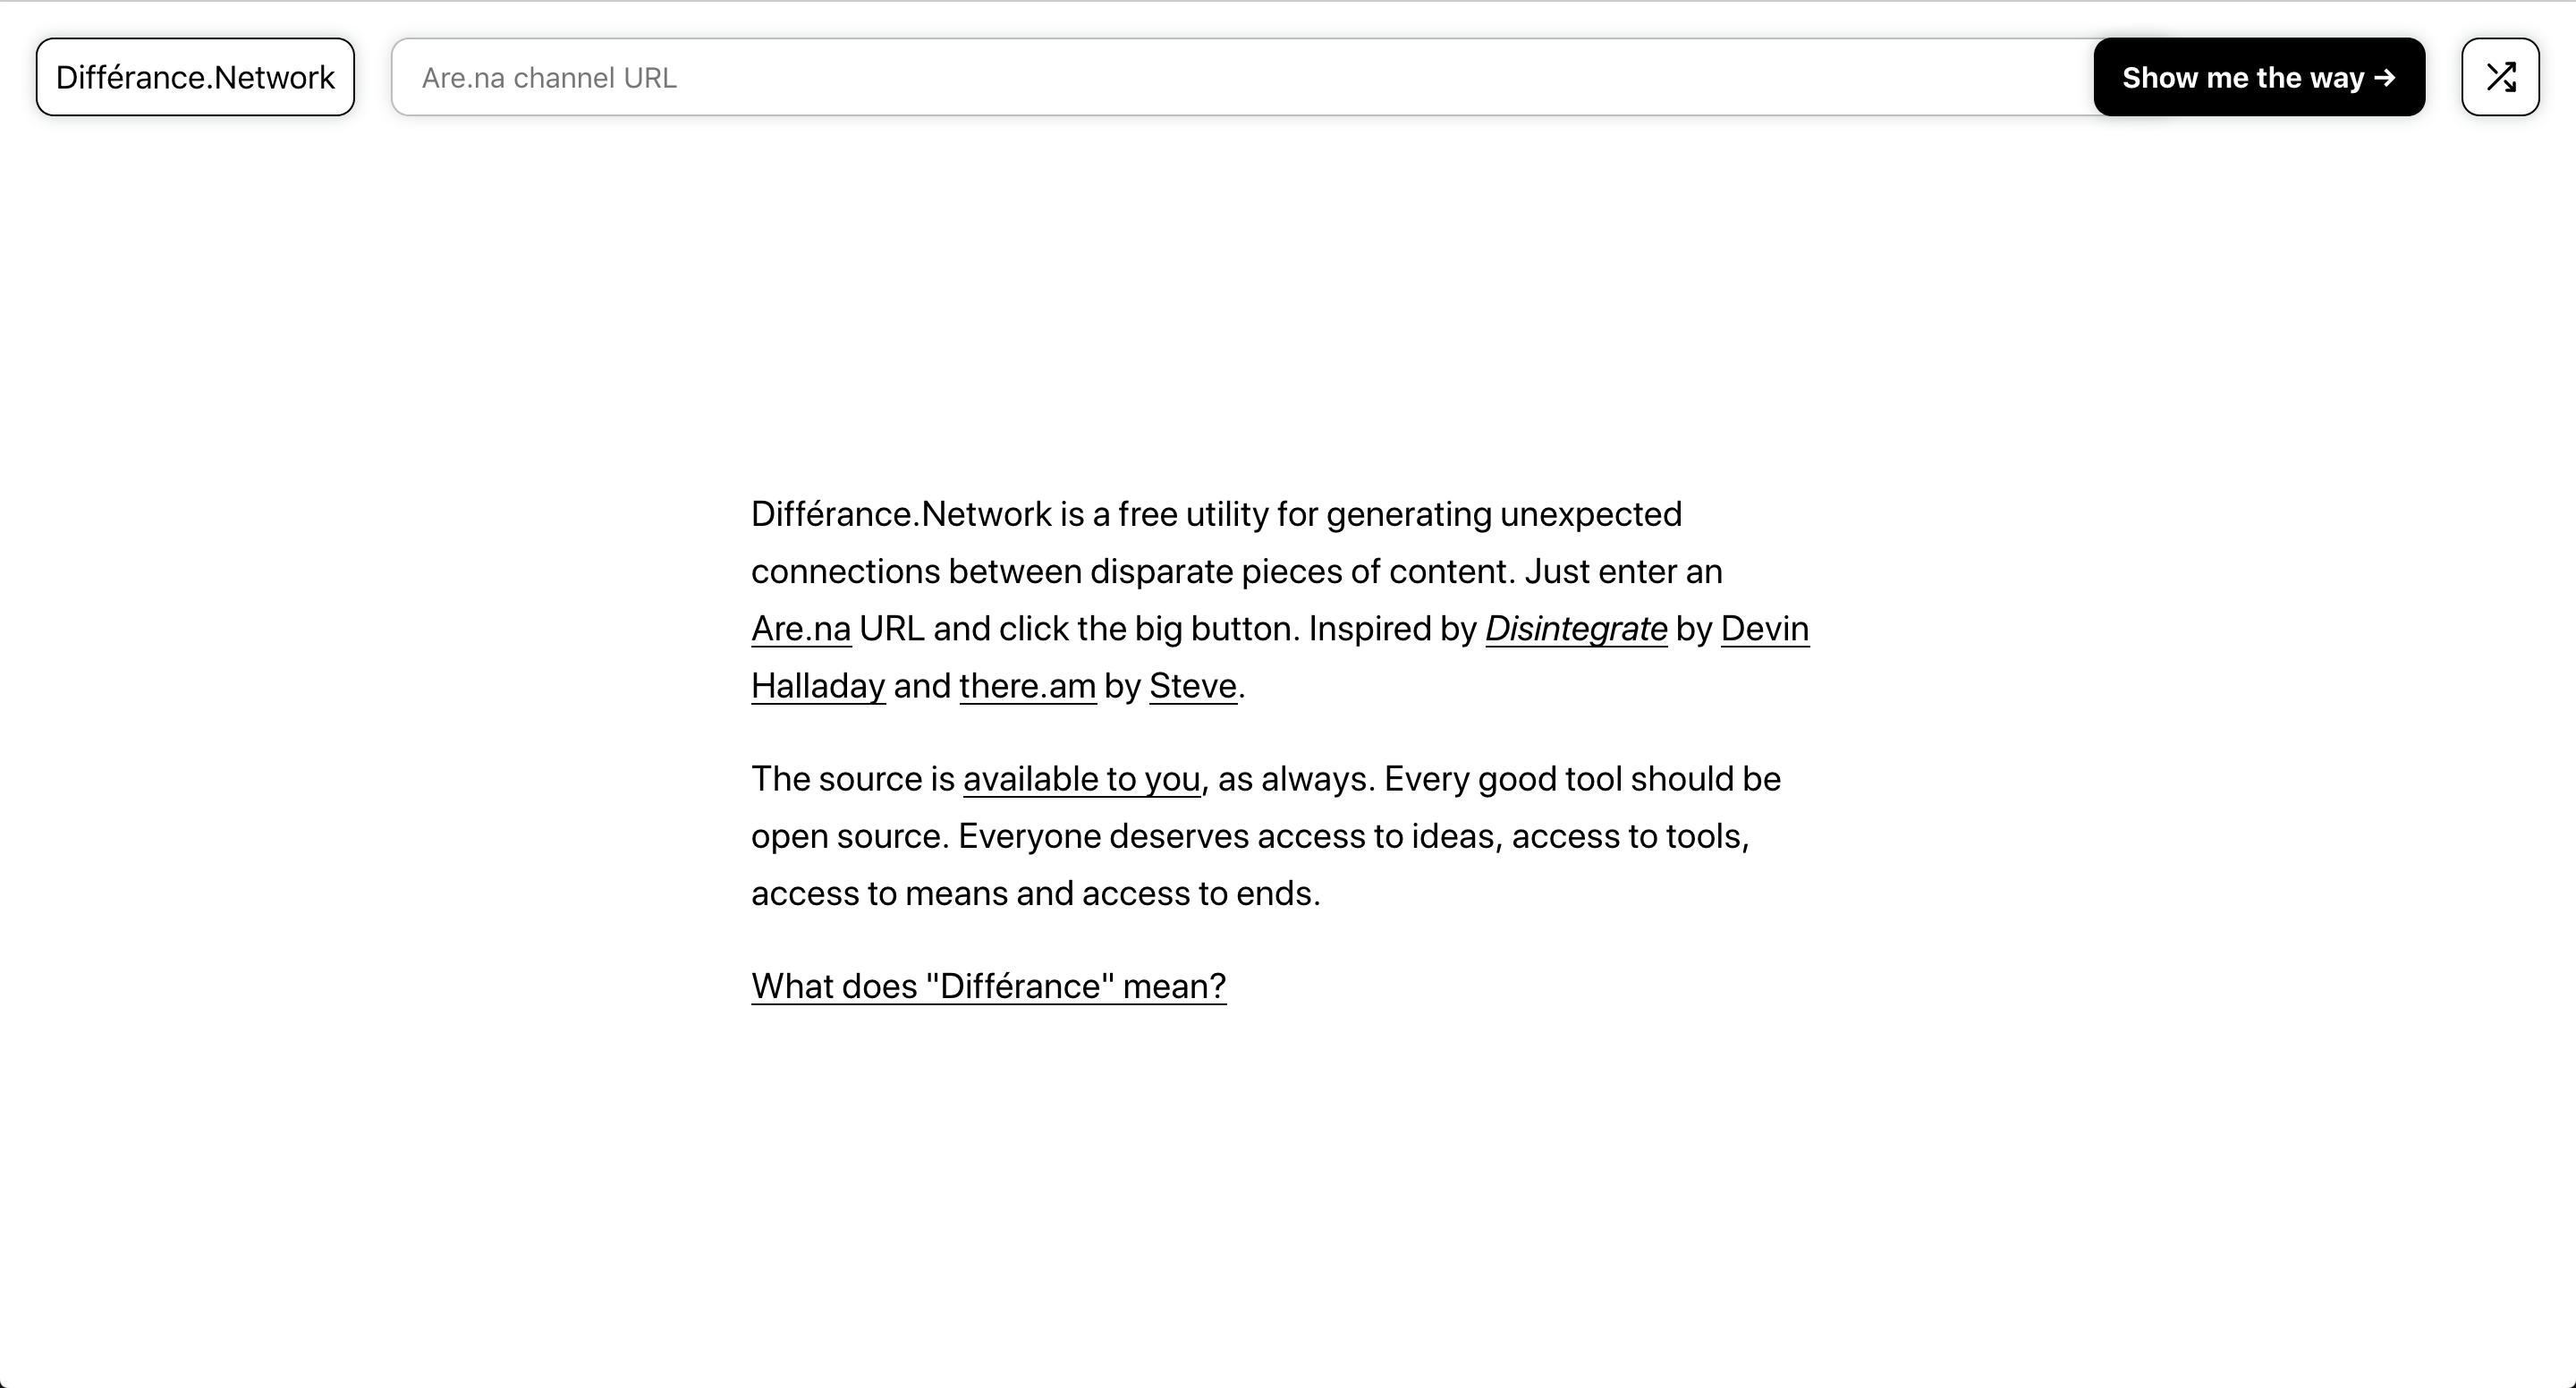 Différance.Network
Are.na channel URL
Show me the way →
Différance.Network is a free utility for generating unexpected
connections between disparate pieces of content. Just enter an
Are.na URL and click the big button. Inspired by Disintegrate by Devin
Halladay and there.am by Steve.
The source is available to you, as always. Every good tool should be
open source. Everyone deserves access to ideas, access to tools,
access to means and access to ends.
What does "Différance" mean?